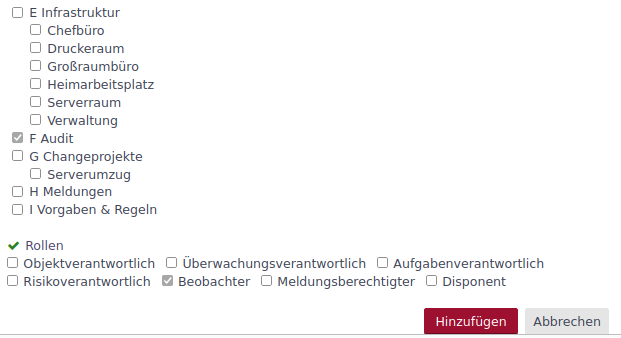 E Infrastruktur
Chefbüro
Druckeraum
Großraumbüro
Heimarbeitsplatz
Serverraum
Verwaltung
F Audit
G Changeprojekte
Serverumzug
H Meldungen
I Vorgaben & Regeln
Rollen
Objektverantwortlich Überwachungsverantwortlich Aufgabenverantwortlich
Risikoverantwortlich Beobachter Meldungsberechtigter Disponent
Hinzufügen Abbrechen